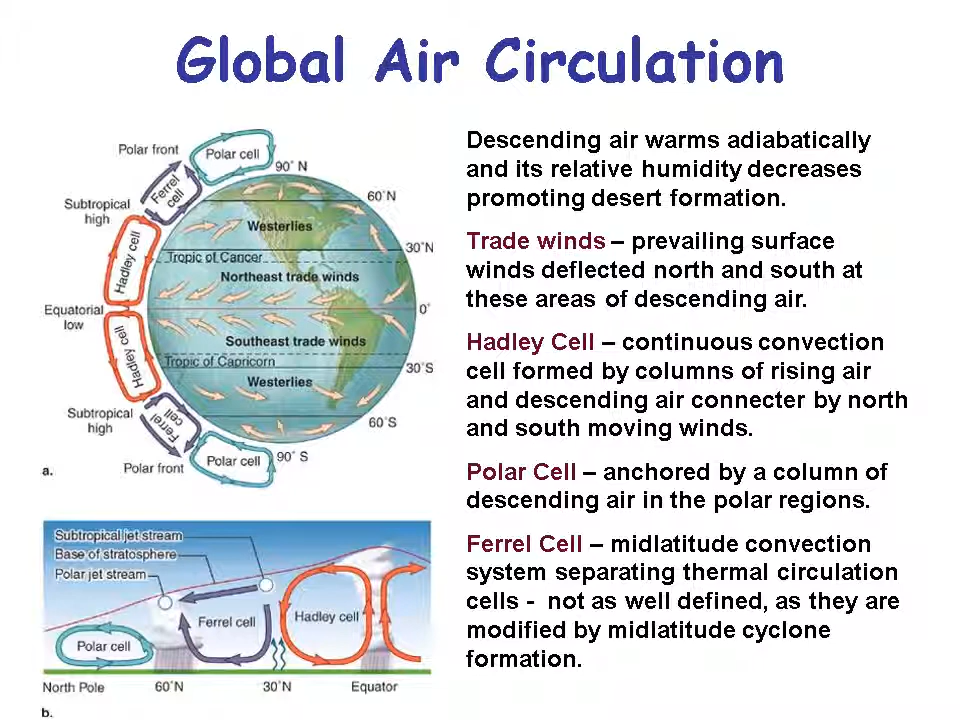 Global Air Circulation
Polar front
Polar cell
90° N
Ferrel
cell
60°N
Subtropical
high
Westerlies
30°N
Hadley cell
Tropic of Cancer
Northeast trade winds
Equatorial
low
0°
Southeast trade winds
Hadley cell
Tropic of Capricorn
30°S
Westerlies
Subtropical
high
Ferrel
cell
60°S
Polar cell
90° S
Polar front
a.
Subtropical jet stream
Base of stratosphere
Polar jet stream
Ferrel cell
Hadley cell
Polar cell
North Pole
60°N
30°N
Equator
b.
Descending air warms adiabatically
and its relative humidity decreases
promoting desert formation.
Trade winds – prevailing surface
winds deflected north and south at
these areas of descending air.
Hadley Cell – continuous convection
cell formed by columns of rising air
and descending air connecter by north
and south moving winds.
Polar Cell – anchored by a column of
descending air in the polar regions.
Ferrel Cell – midlatitude convection
system separating thermal circulation
cells - not as well defined, as they are
modified by midlatitude cyclone
formation.